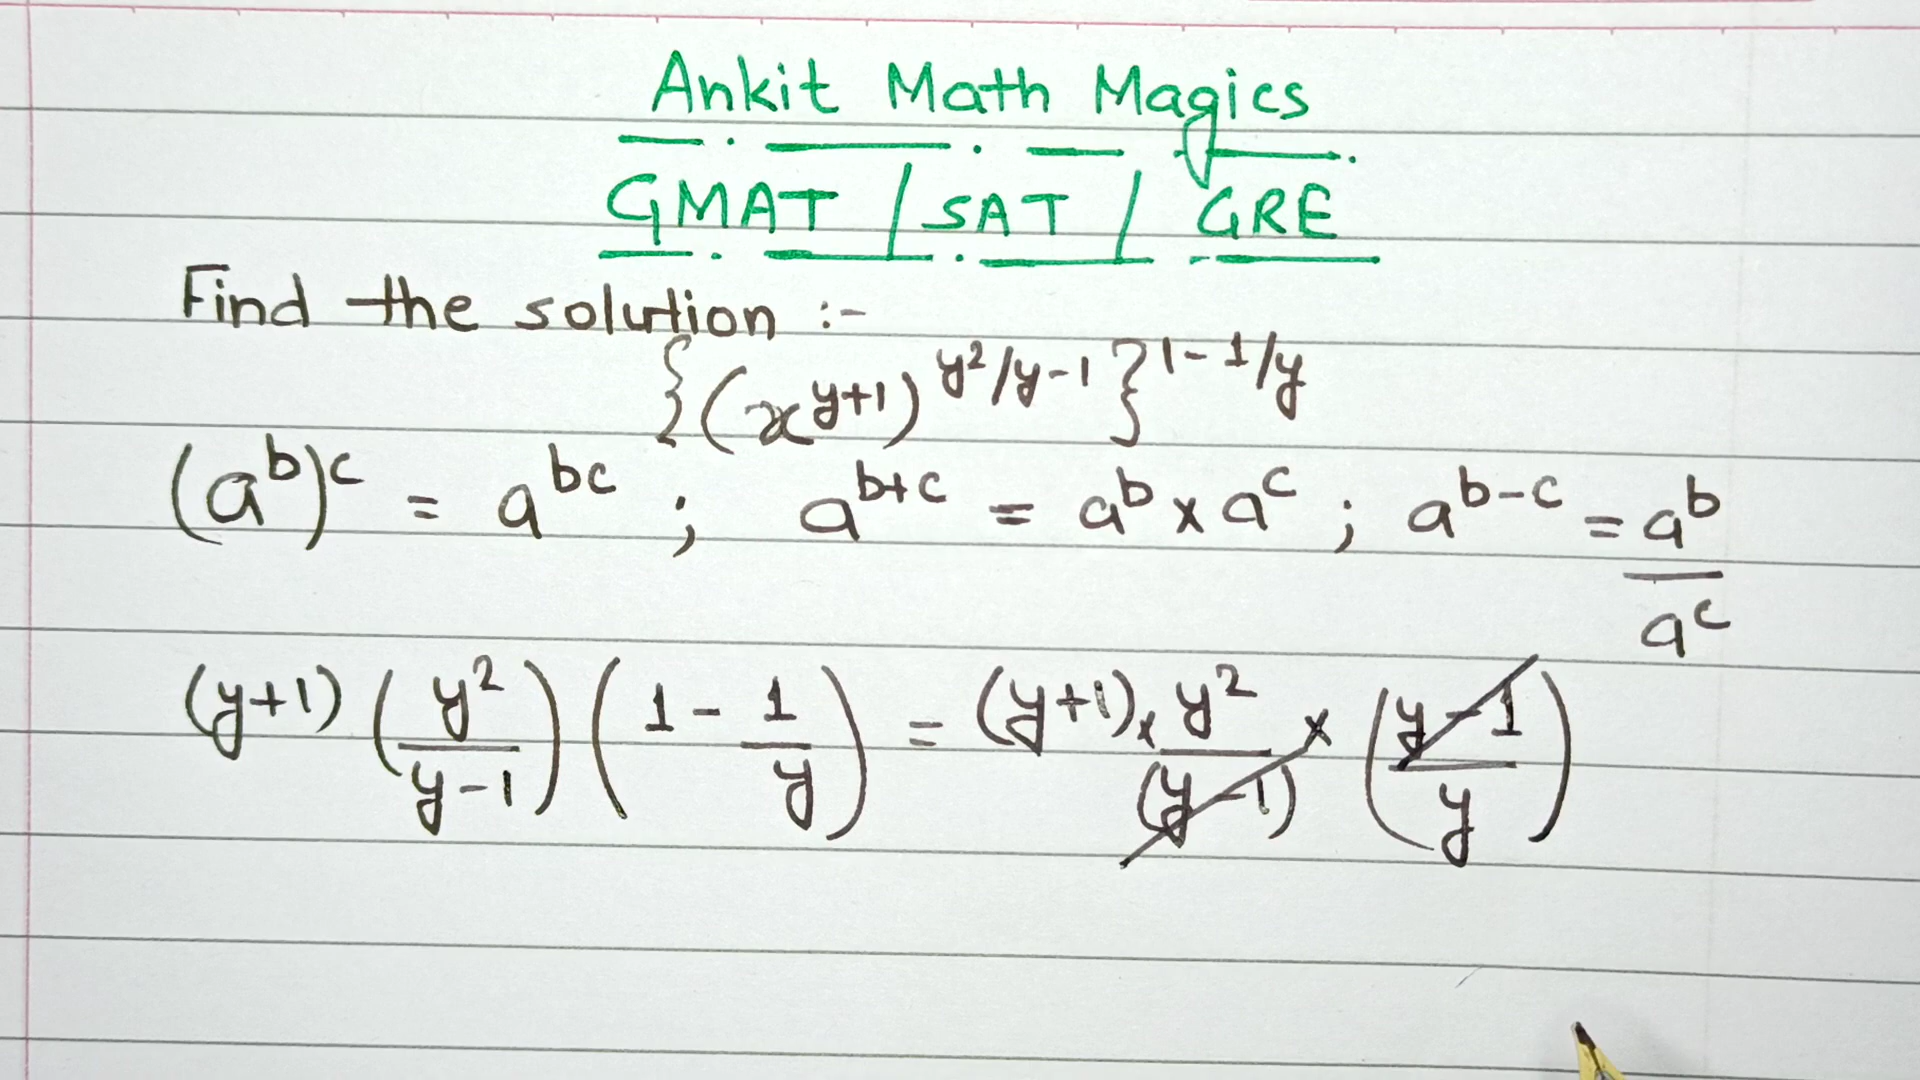 Ankit Math Magics
GMAT / SAT / GRE
Find the solution :-
{(x^(y+1))^(y²/y-1)}^(1-1/y)
(a^b)^c = a^(bc) ; a^(b+c) = a^b × a^c ; a^(b-c) = a^b / a^c
(y+1) (y²/(y-1)) (1 - 1/y) = (y+1) × y²/(y-1) × ((y-1)/y)